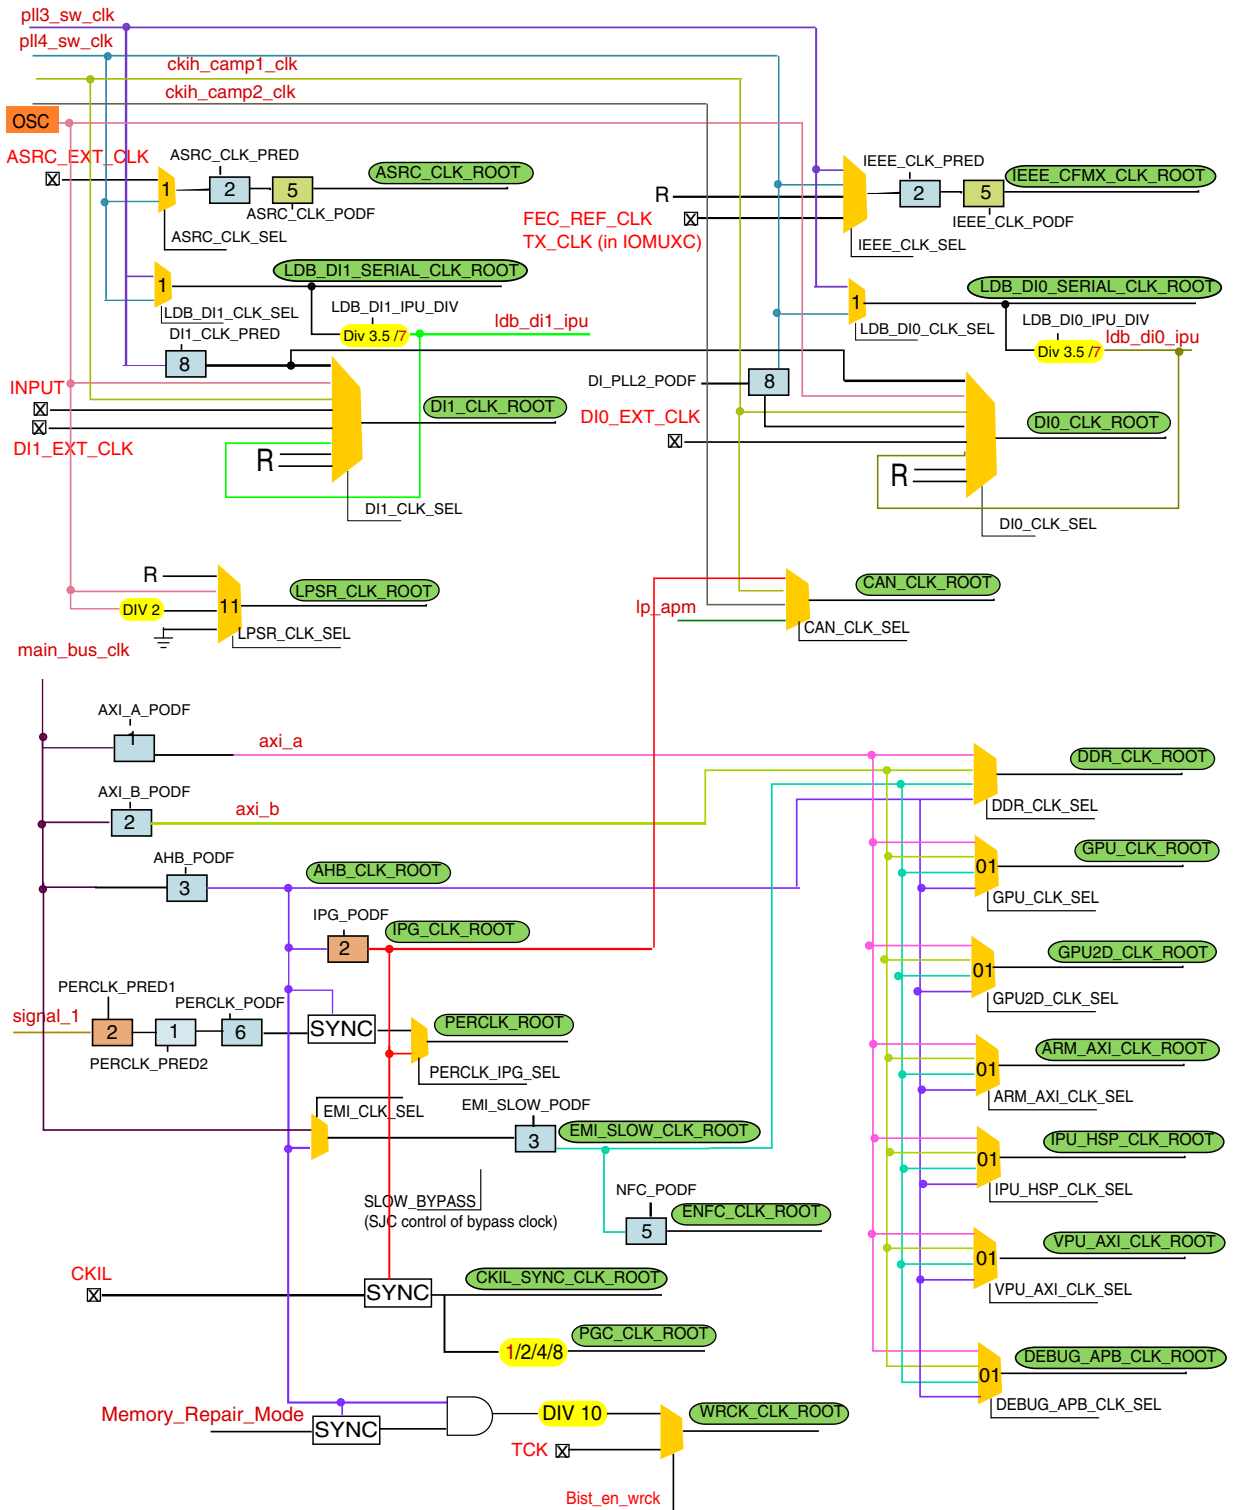 pll3_sw_clk
pll4_sw_clk
ckih_camp1_clk
ckih_camp2_clk
OSC
ASRC_EXT_CLK
ASRC_CLK_PRED
1
2
5
ASRC_CLK_ROOT
ASRC_CLK_PODF
ASRC_CLK_SEL
IEEE_CLK_PRED
IEEE_CFMX_CLK_ROOT
R
2
5
FEC_REF_CLK
TX_CLK (in IOMUXC)
IEEE_CLK_PODF
IEEE_CLK_SEL
LDB_DI1_SERIAL_CLK_ROOT
1
LDB_DI1_CLK_SEL
LDB_DI1_IPU_DIV
Div 3.5 /7
ldb_di1_ipu
LDB_DI0_SERIAL_CLK_ROOT
1
LDB_DI0_CLK_SEL
LDB_DI0_IPU_DIV
Div 3.5 /7
ldb_di0_ipu
DI1_CLK_PRED
8
INPUT
DI1_EXT_CLK
R
DI1_CLK_ROOT
DI1_CLK_SEL
DI_PLL2_PODF
8
DI0_EXT_CLK
R
DI0_CLK_ROOT
DI0_CLK_SEL
R
DIV 2
11
LPSR_CLK_ROOT
LPSR_CLK_SEL
lp_apm
CAN_CLK_ROOT
CAN_CLK_SEL
main_bus_clk
AXI_A_PODF
1
axi_a
AXI_B_PODF
2
axi_b
AHB_PODF
3
AHB_CLK_ROOT
IPG_PODF
2
IPG_CLK_ROOT
signal_1
PERCLK_PRED1
2
1
PERCLK_PRED2
PERCLK_PODF
6
SYNC
PERCLK_ROOT
PERCLK_IPG_SEL
EMI_CLK_SEL
EMI_SLOW_PODF
3
EMI_SLOW_CLK_ROOT
SLOW_BYPASS
(SJC control of bypass clock)
NFC_PODF
5
ENFC_CLK_ROOT
CKIL
SYNC
CKIL_SYNC_CLK_ROOT
1/2/4/8
PGC_CLK_ROOT
Memory_Repair_Mode
SYNC
DIV 10
WRCK_CLK_ROOT
TCK
Bist_en_wrck
DDR_CLK_ROOT
DDR_CLK_SEL
GPU_CLK_ROOT
01
GPU_CLK_SEL
GPU2D_CLK_ROOT
01
GPU2D_CLK_SEL
ARM_AXI_CLK_ROOT
01
ARM_AXI_CLK_SEL
IPU_HSP_CLK_ROOT
01
IPU_HSP_CLK_SEL
VPU_AXI_CLK_ROOT
01
VPU_AXI_CLK_SEL
DEBUG_APB_CLK_ROOT
01
DEBUG_APB_CLK_SEL